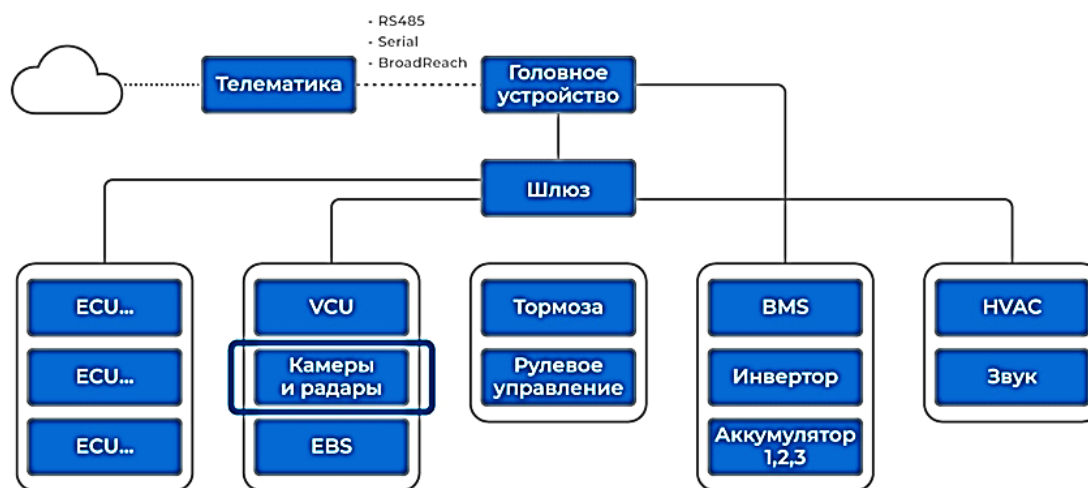 • RS485
• Serial
• BroadReach
Телематика
Головное
устройство
Шлюз
ECU...
ECU...
ECU...
VCU
Камеры
и радары
EBS
Тормоза
Рулевое
управление
BMS
Инвертор
Аккумулятор
1,2,3
HVAC
Звук